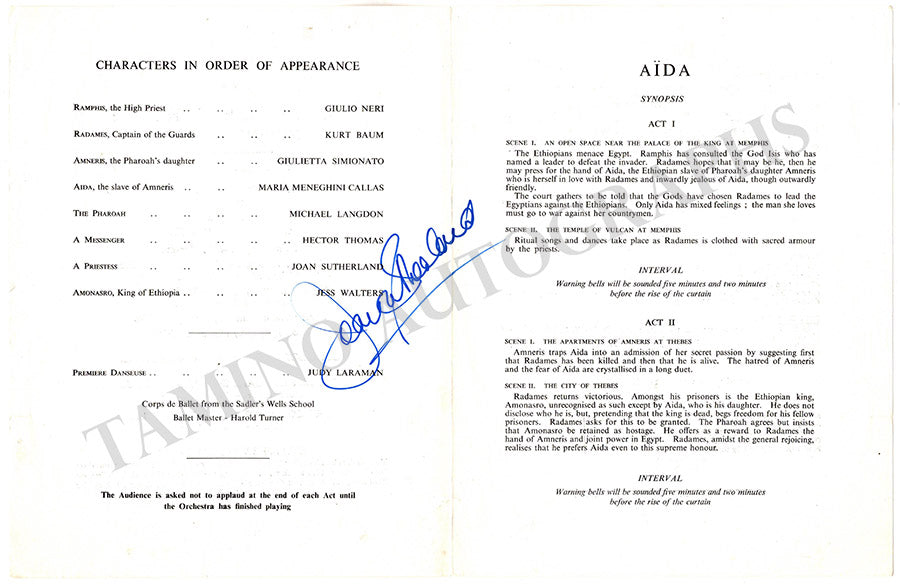 CHARACTERS IN ORDER OF APPEARANCE
RAMPHIS, the High Priest .. .. .. .. GIULIO NERI
RADAMES, Captain of the Guards .. .. .. KURT BAUM
AMNERIS, the Pharoah's daughter .. .. GIULIETTA SIMIONATO
AIDA, the slave of Amneris .. .. MARIA MENEGHINI CALLAS
THE PHAROAH .. .. .. .. MICHAEL LANGDON
A MESSENGER .. .. .. .. HECTOR THOMAS
A PRIESTESS .. .. .. .. JOAN SUTHERLAND
AMONASRO, King of Ethiopia .. .. .. .. JESS WALTERS
Joan Sutherland
PREMIERE DANSEUSE .. .. .. .. JUDY LARAMAN
Corps de Ballet from the Sadler's Wells School
Ballet Master - Harold Turner
The Audience is asked not to applaud at the end of each Act until
the Orchestra has finished playing
AÏDA
SYNOPSIS
ACT I
SCENE I. AN OPEN SPACE NEAR THE PALACE OF THE KING AT MEMPHIS
The Ethiopians menace Egypt. Ramphis has consulted the God Isis who has
named a leader to defeat the invader. Radames hopes that it may be he, then he
may press for the hand of Aida, the Ethiopian slave of Pharoah's daughter Amneris
who is herself in love with Radames and inwardly jealous of Aida, though outwardly
friendly.
The court gathers to be told that the Gods have chosen Radames to lead the
Egyptians against the Ethiopians. Only Aida has mixed feelings ; the man she loves
must go to war against her countrymen.
SCENE II. THE TEMPLE OF VULCAN AT MEMPHIS
Ritual songs and dances take place as Radames is clothed with sacred armour
by the priests.
INTERVAL
Warning bells will be sounded five minutes and two minutes
before the rise of the curtain
ACT II
SCENE I. THE APARTMENTS OF AMNERIS AT THEBES
Amneris traps Aida into an admission of her secret passion by suggesting first
that Radames has been killed and then that he is alive. The hatred of Amneris
and the fear of Aida are crystallised in a long duet.
SCENE II. THE CITY OF THEBES
Radames returns victorious. Amongst his prisoners is the Ethiopian king,
Amonasro, unrecognised as such except by Aida, who is his daughter. He does not
disclose who he is, but, pretending that the king is dead, begs freedom for his fellow
prisoners. Radames asks for this to be granted. The Pharoah agrees but insists
that Amonasro be retained as hostage. He offers as a reward to Radames the
hand of Amneris and joint power in Egypt. Radames, amidst the general rejoicing,
realises that he prefers Aida even to this supreme honour.
INTERVAL
Warning bells will be sounded five minutes and two minutes
before the rise of the curtain
TAMINO AUTOGRAPHS